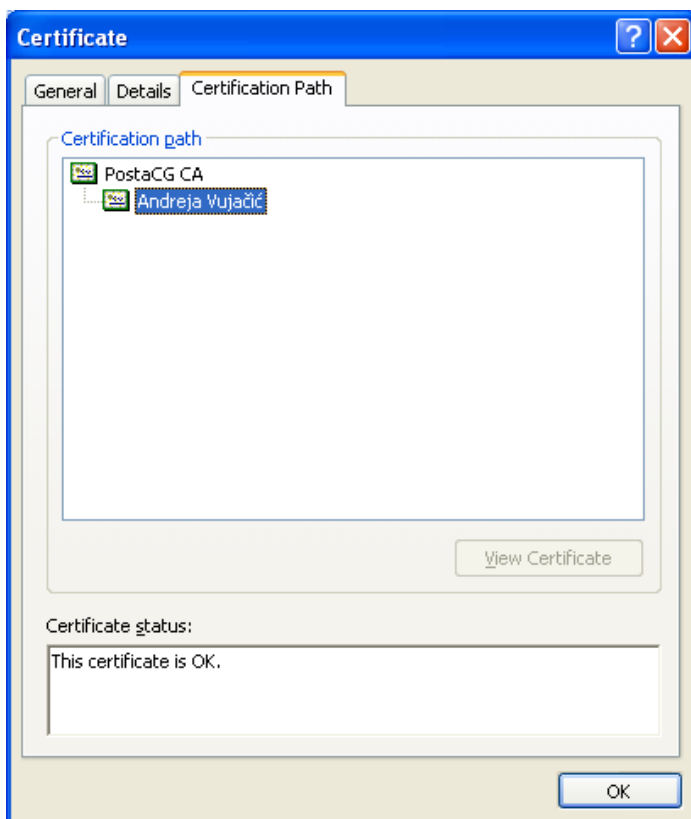 Certificate
General Details Certification Path
Certification path
PostaCG CA
Andreja Vujačić
View Certificate
Certificate status:
This certificate is OK.
OK